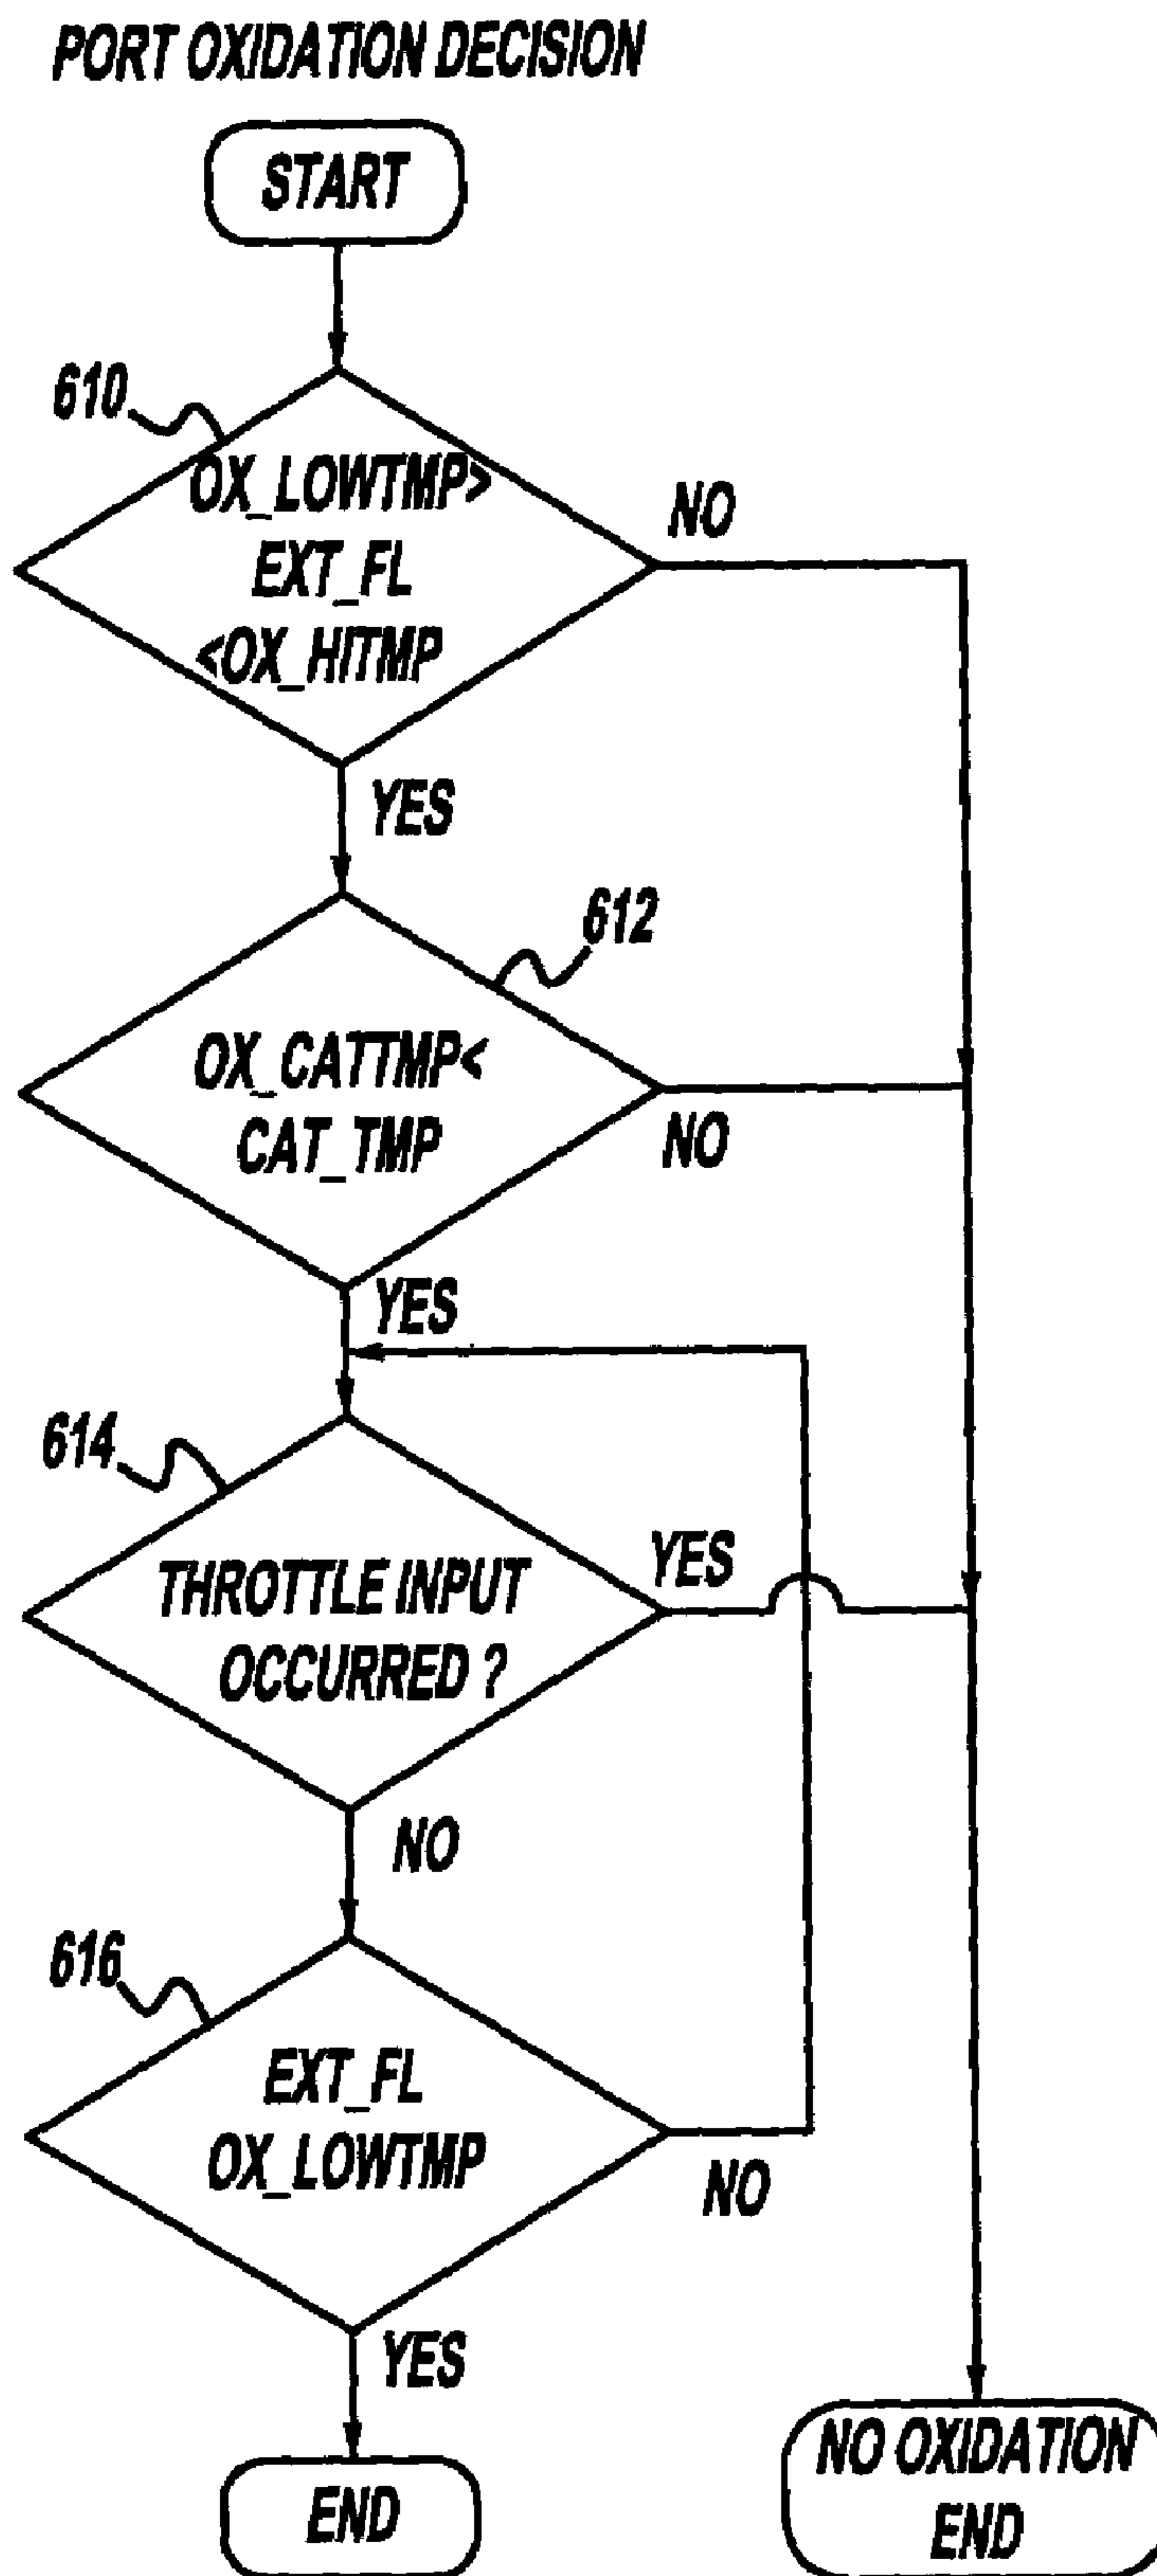 PORT OXIDATION DECISION
START
610
OX_LOWTMP>
EXT_FL
<OX_HITMP
NO
YES
612
OX_CATTMP<
CAT_TMP
NO
YES
614
THROTTLE INPUT
OCCURRED ?
YES
NO
616
EXT_FL
OX_LOWTMP
NO
YES
END
NO OXIDATION
END